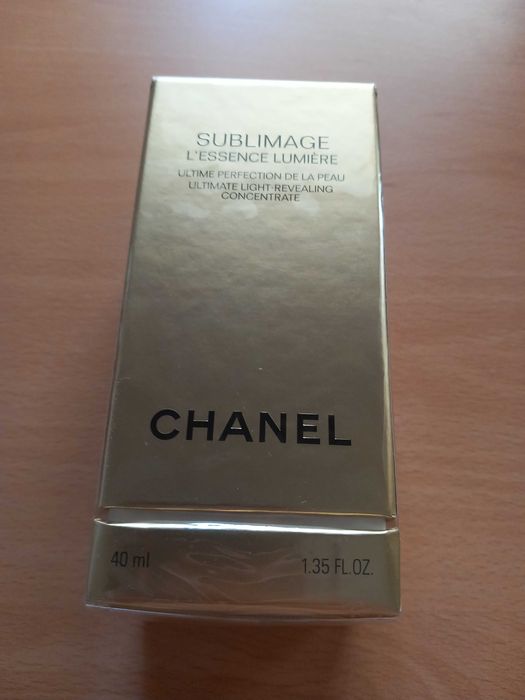 SUBLIMAGE
L'ESSENCE LUMIÈRE
ULTIME PERFECTION DE LA PEAU
ULTIMATE LIGHT-REVEALING
CONCENTRATE
CHANEL
40 ml
1.35 FL.OZ.